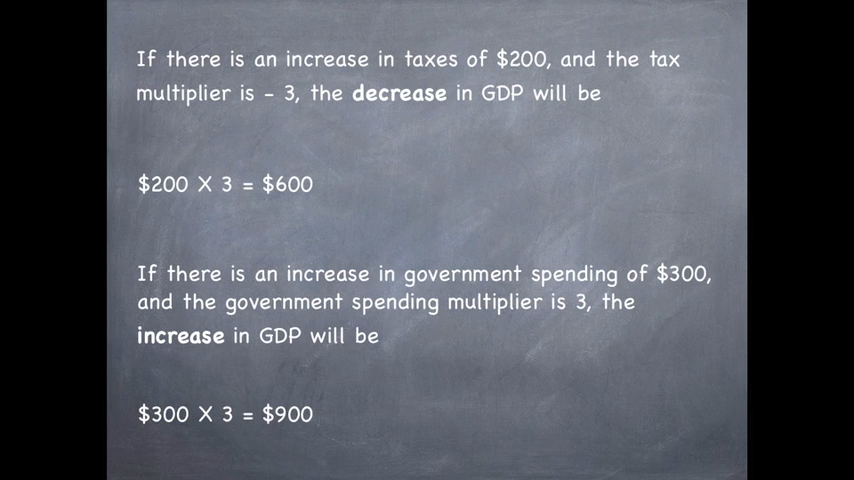 If there is an increase in taxes of $200, and the tax
multiplier is - 3, the decrease in GDP will be
$200 X 3 = $600
If there is an increase in government spending of $300,
and the government spending multiplier is 3, the
increase in GDP will be
$300 X 3 = $900